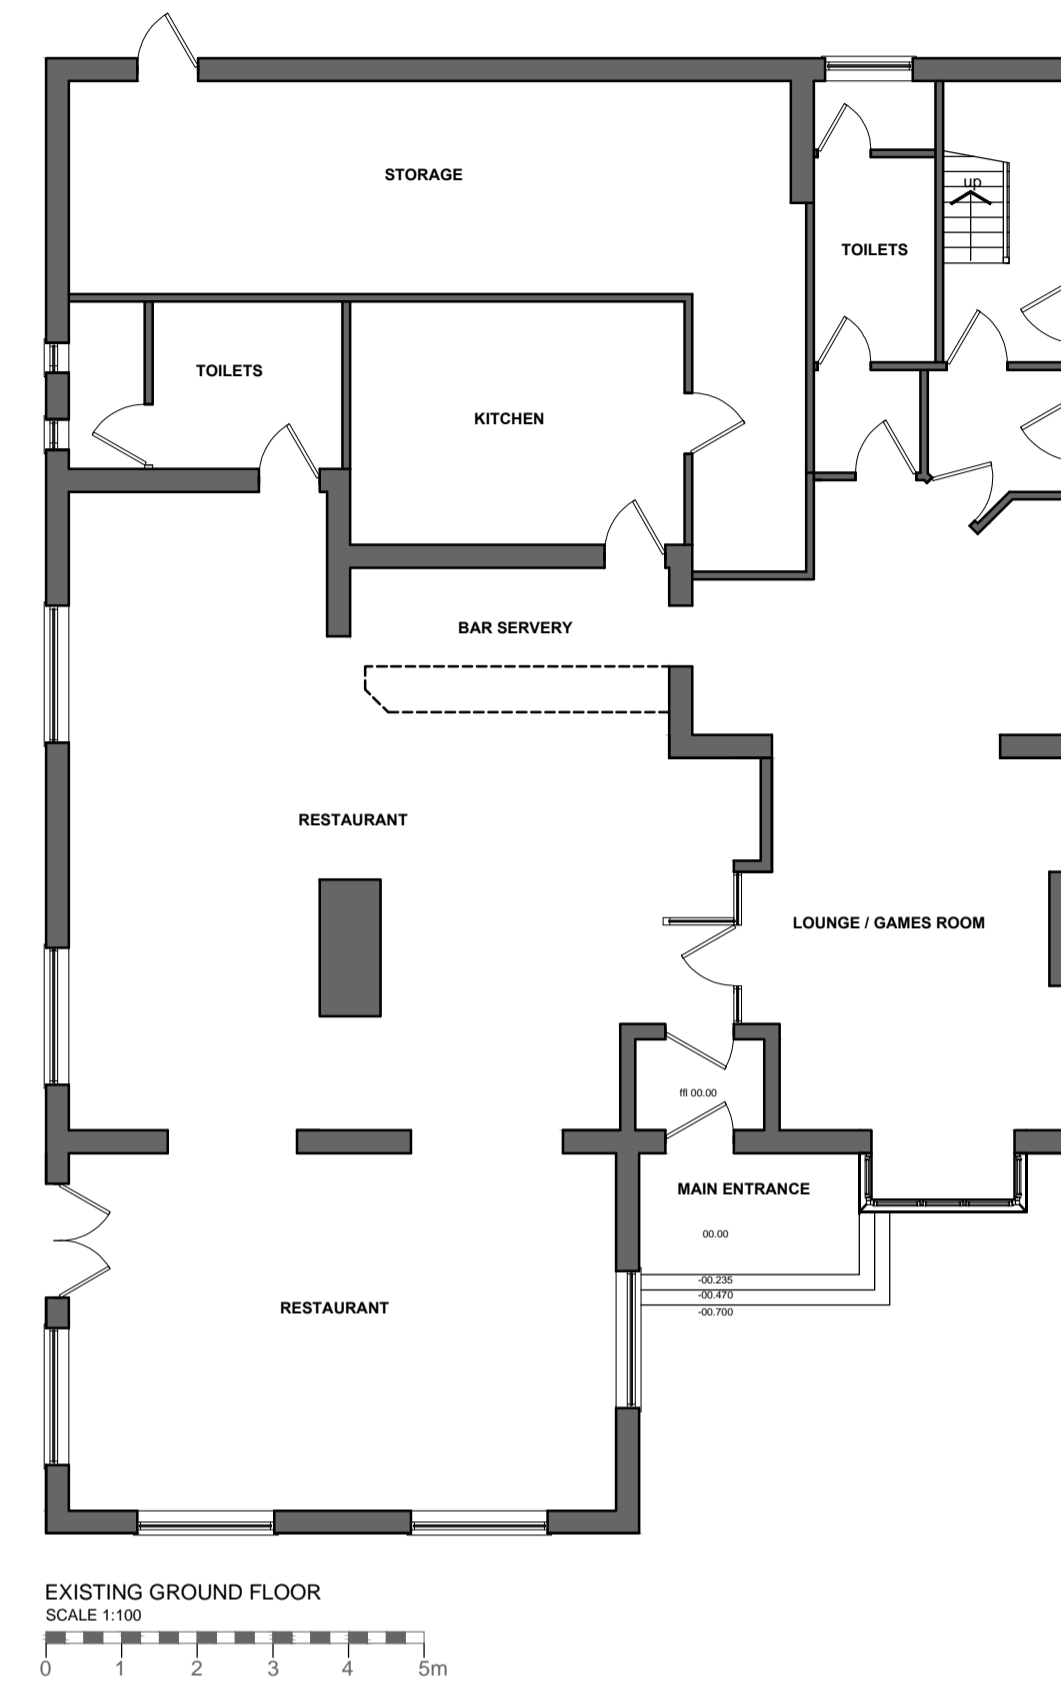 STORAGE
up
TOILETS
TOILETS
KITCHEN
BAR SERVERY
RESTAURANT
LOUNGE / GAMES ROOM
ffl 00.00
MAIN ENTRANCE
00.00
-00.235
-00.470
-00.700
RESTAURANT
EXISTING GROUND FLOOR
SCALE 1:100
0 1 2 3 4 5m